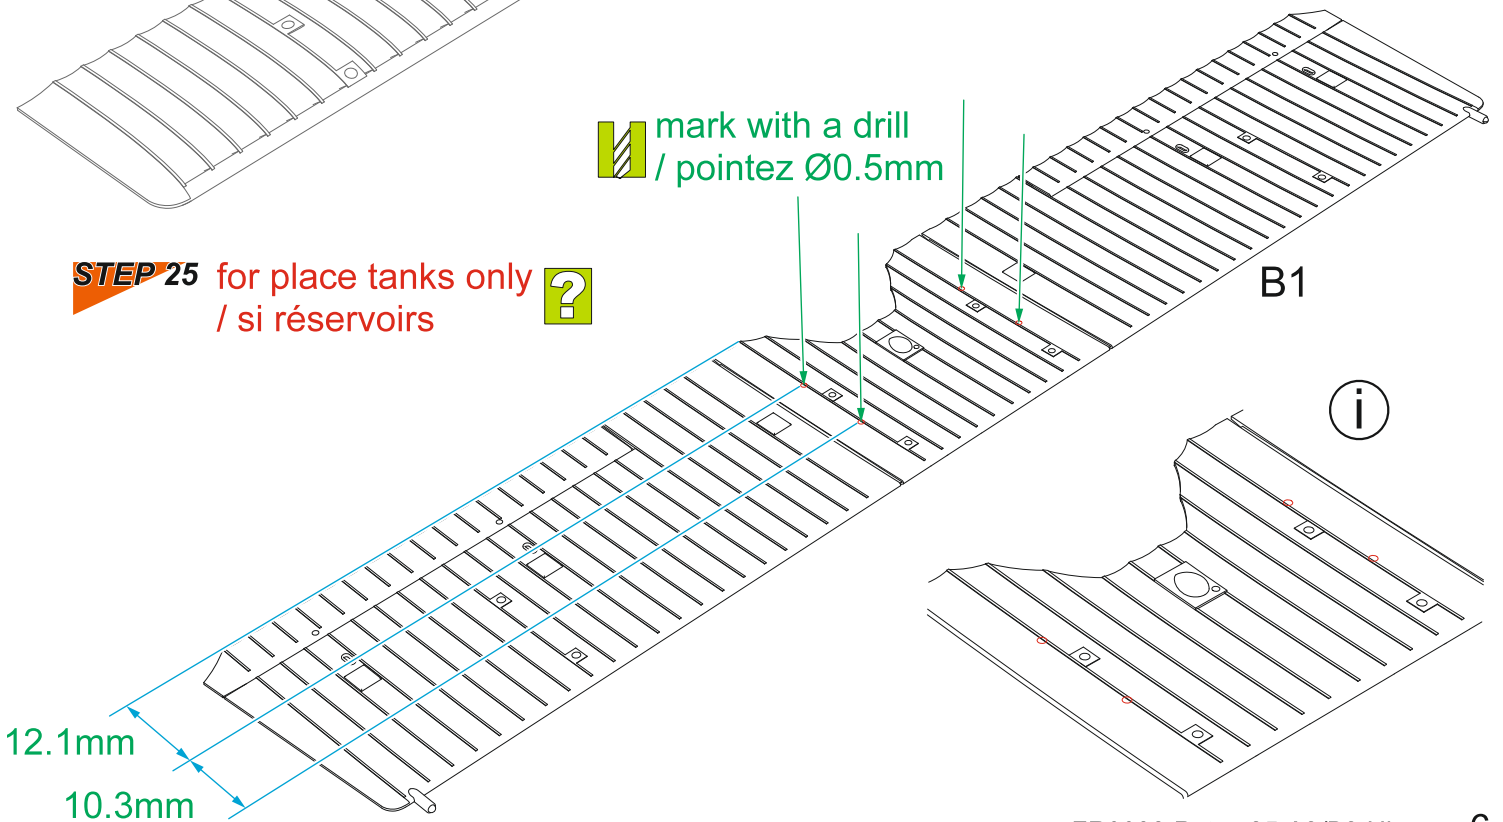 mark with a drill
/ pointez Ø0.5mm
STEP 25 for place tanks only ?
/ si réservoirs
B1
i
12.1mm
10.3mm